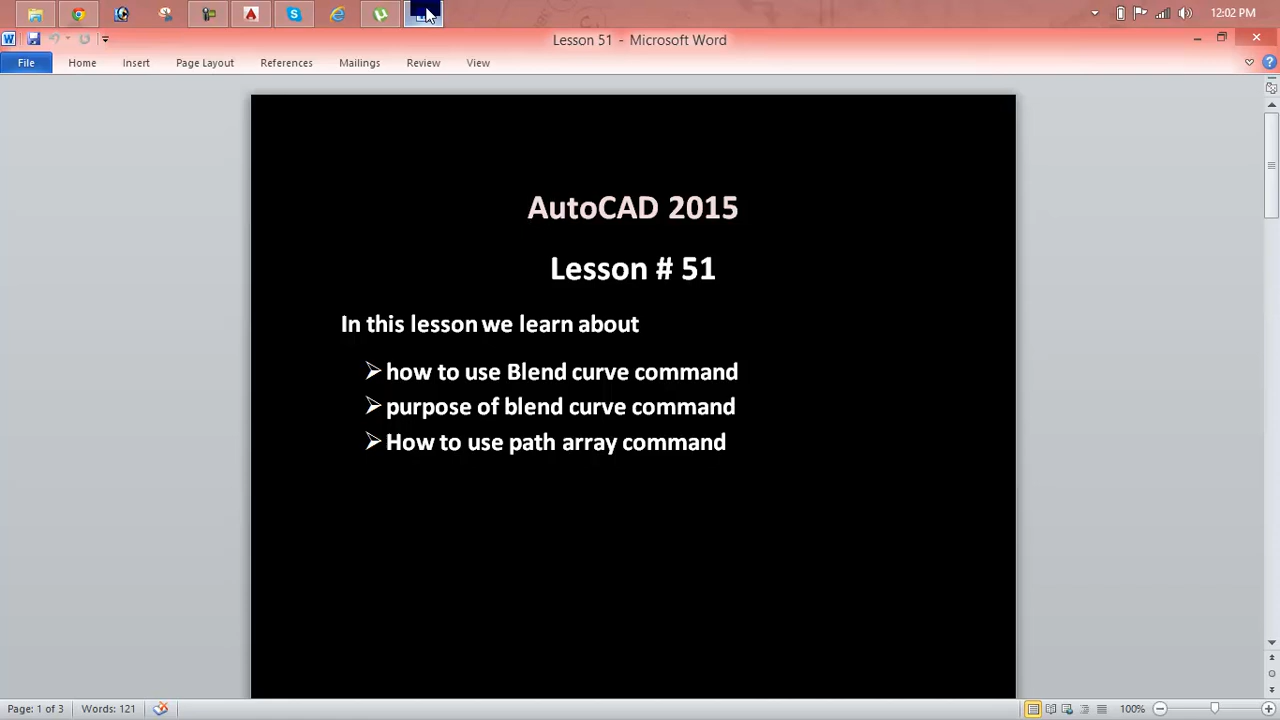 12:02 PM
Lesson 51 - Microsoft Word
File Home Insert Page Layout References Mailings Review View
AutoCAD 2015
Lesson # 51
In this lesson we learn about
how to use Blend curve command
purpose of blend curve command
How to use path array command
Page: 1 of 3 Words: 121 100%